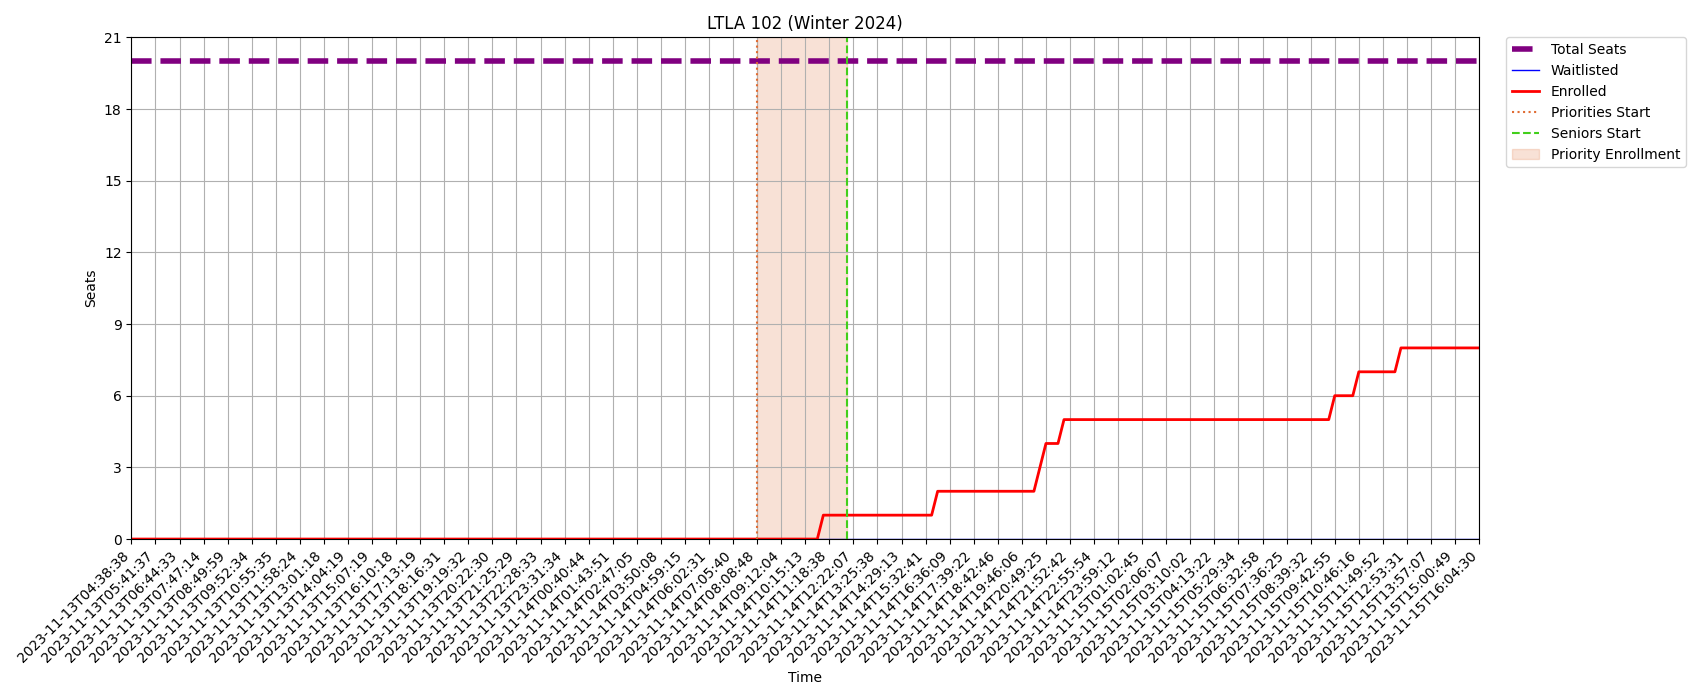 LTLA 102 (Winter 2024)
21
18
15
12
9
6
3
0
Seats
2023-11-13T04:38:38
2023-11-13T05:41:37
2023-11-13T06:44:33
2023-11-13T07:47:14
2023-11-13T08:49:59
2023-11-13T09:52:34
2023-11-13T10:55:35
2023-11-13T11:58:24
2023-11-13T13:01:18
2023-11-13T14:04:19
2023-11-13T15:07:19
2023-11-13T16:10:18
2023-11-13T17:13:19
2023-11-13T18:16:31
2023-11-13T19:19:32
2023-11-13T20:22:30
2023-11-13T21:25:29
2023-11-13T22:28:33
2023-11-13T23:31:34
2023-11-14T00:40:44
2023-11-14T01:43:51
2023-11-14T02:47:05
2023-11-14T03:50:08
2023-11-14T04:59:15
2023-11-14T06:02:31
2023-11-14T07:05:40
2023-11-14T08:08:48
2023-11-14T09:12:04
2023-11-14T10:15:13
2023-11-14T11:18:38
2023-11-14T12:22:07
2023-11-14T13:25:38
2023-11-14T14:29:13
2023-11-14T15:32:41
2023-11-14T16:36:09
2023-11-14T17:39:22
2023-11-14T18:42:46
2023-11-14T19:46:06
2023-11-14T20:49:25
2023-11-14T21:52:42
2023-11-14T22:55:54
2023-11-14T23:59:12
2023-11-15T01:02:45
2023-11-15T02:06:07
2023-11-15T03:10:02
2023-11-15T04:13:22
2023-11-15T05:29:34
2023-11-15T06:32:58
2023-11-15T07:36:25
2023-11-15T08:39:32
2023-11-15T09:42:55
2023-11-15T10:46:16
2023-11-15T11:49:52
2023-11-15T12:53:31
2023-11-15T13:57:07
2023-11-15T15:00:49
2023-11-15T16:04:30
Time
Total Seats
Waitlisted
Enrolled
Priorities Start
Seniors Start
Priority Enrollment